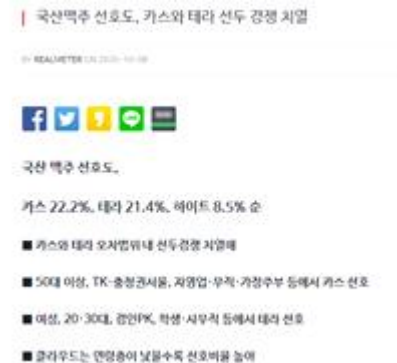 국산맥주 선호도, 카스와 테라 선두 경쟁 치열
BY REALMETER ON
국산 맥주 선호도,
카스 22.2%, 테라 21.4%, 하이트 8.5% 순
■ 카스와 테라 오차범위 내 선두경쟁 치열해
■ 50대 이상, TK·충청권서울, 자영업·무직·가정주부 등에서 카스 선호
■ 여성, 20·30대, 경인PK, 학생·사무직 등에서 테라 선호
■ 클라우드는 연령층이 낮을수록 선호비율 높아